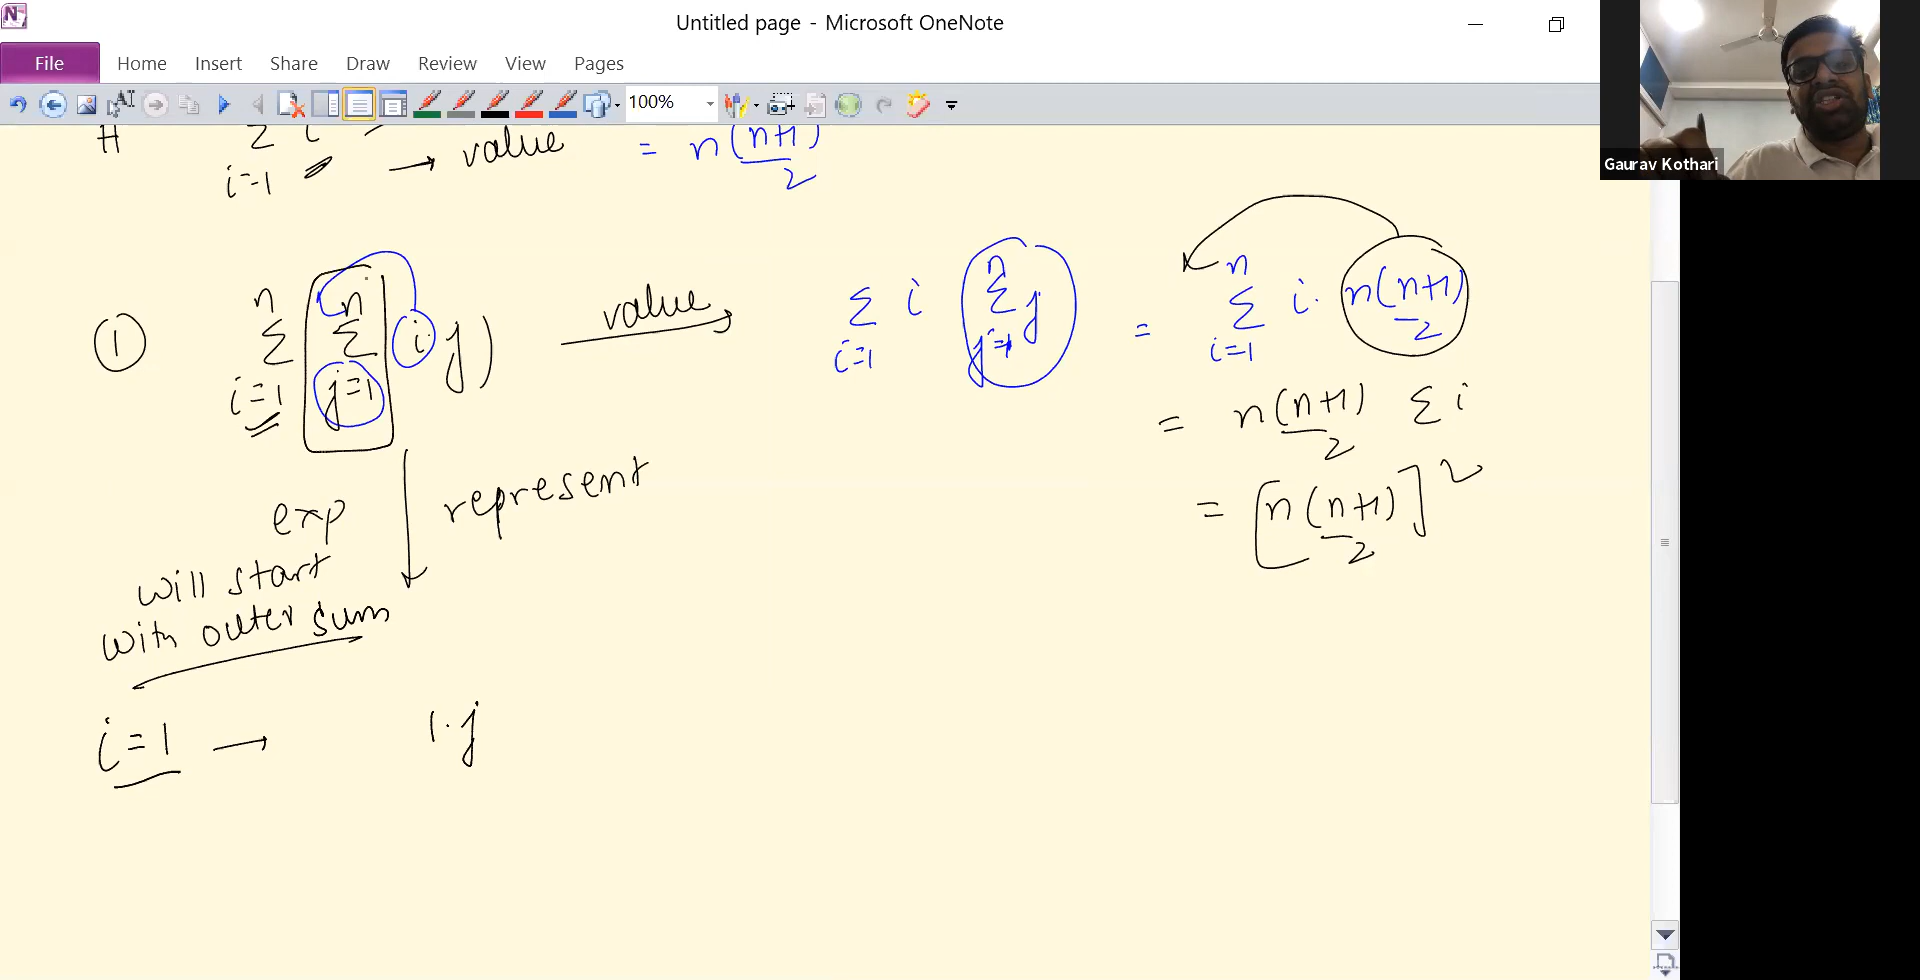 Untitled page - Microsoft OneNote
File Home Insert Share Draw Review View Pages
100%
Gaurav Kothari
H Σ i
i=1 → value = n(n+1)/2
① n n
Σ Σ (i·j)
i=1 j=1
value
n
Σ i Σ j
i=1 j=1
n
= Σ i · n(n+1)/2
i=1
= n(n+1)/2 Σ i
= [n(n+1)/2]²
exp represent
will start
with outer sum
i=1 → 1·j